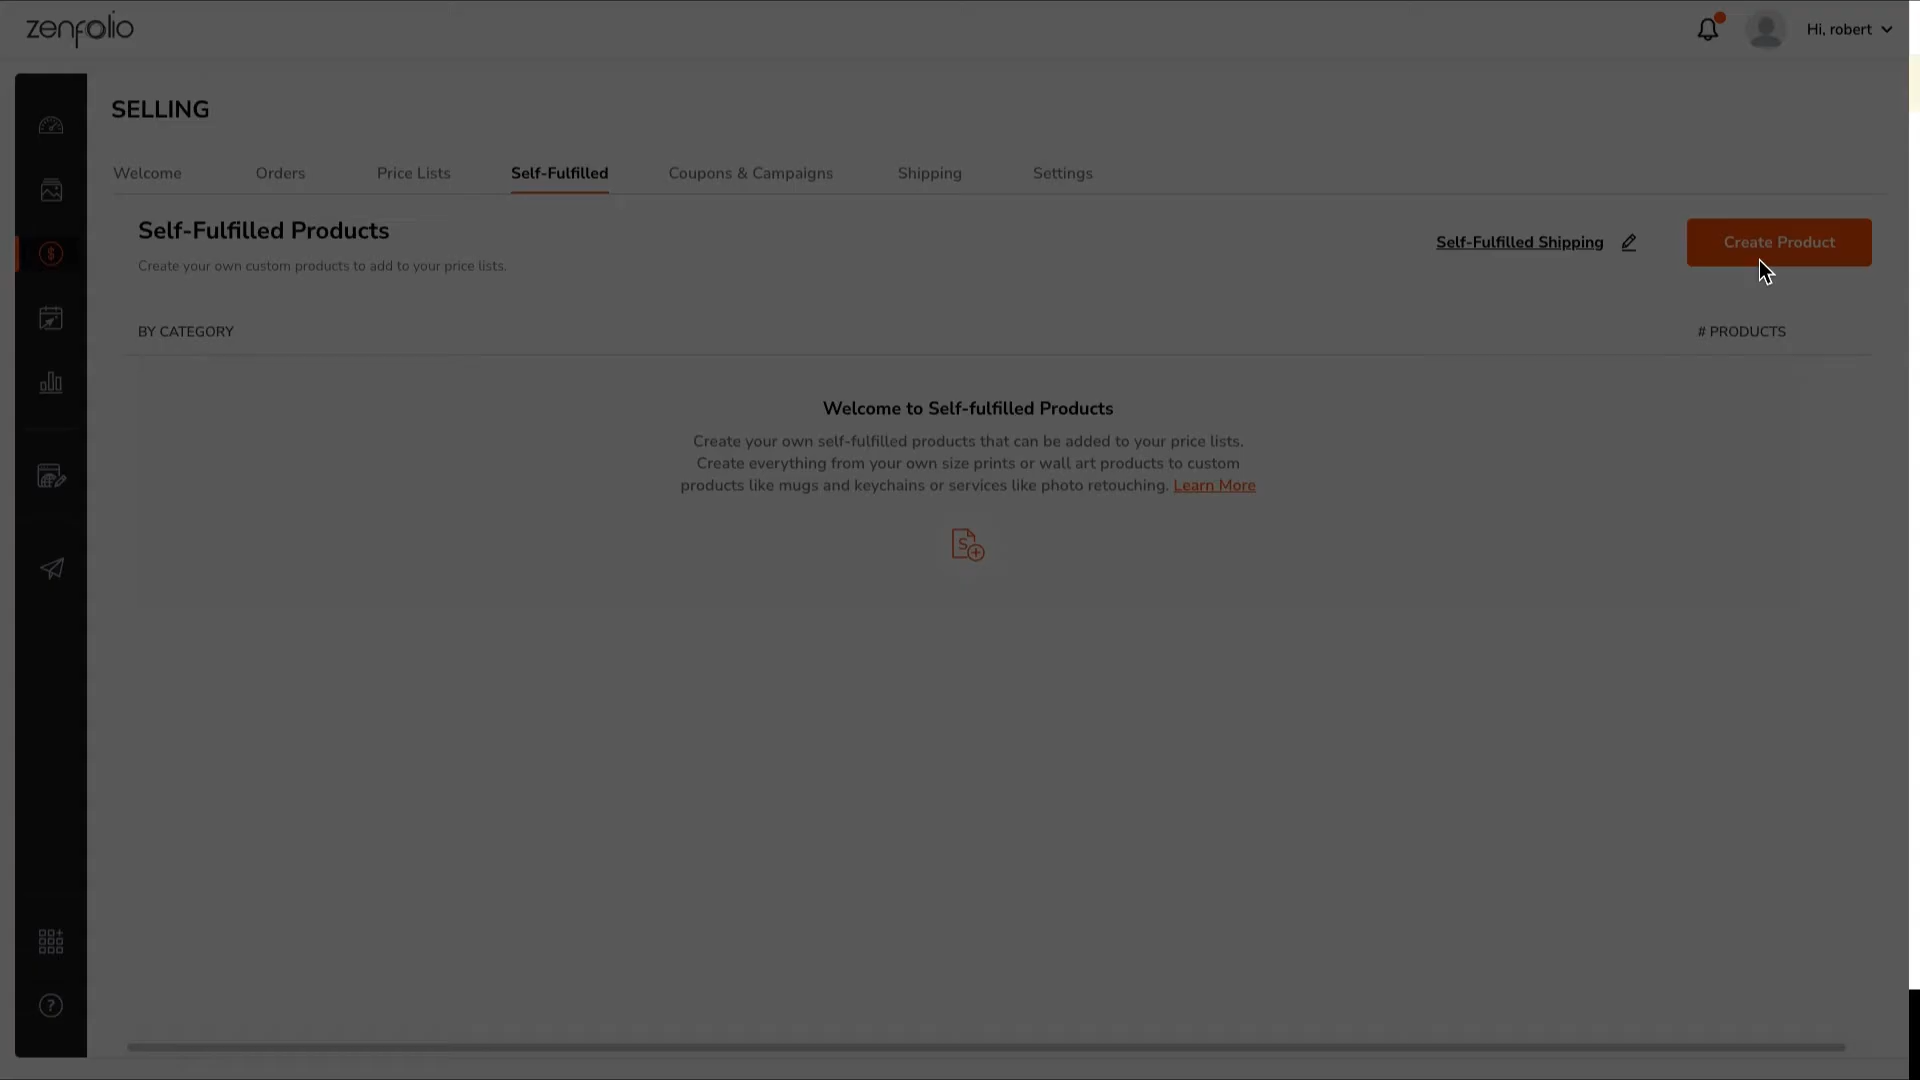 zenfolio
Hi, robert
SELLING
Welcome
Orders
Price Lists
Self-Fulfilled
Coupons & Campaigns
Shipping
Settings
Self-Fulfilled Products
Create your own custom products to add to your price lists.
Self-Fulfilled Shipping
Create Product
BY CATEGORY
# PRODUCTS
Welcome to Self-fulfilled Products
Create your own self-fulfilled products that can be added to your price lists.
Create everything from your own size prints or wall art products to custom
products like mugs and keychains or services like photo retouching. Learn More